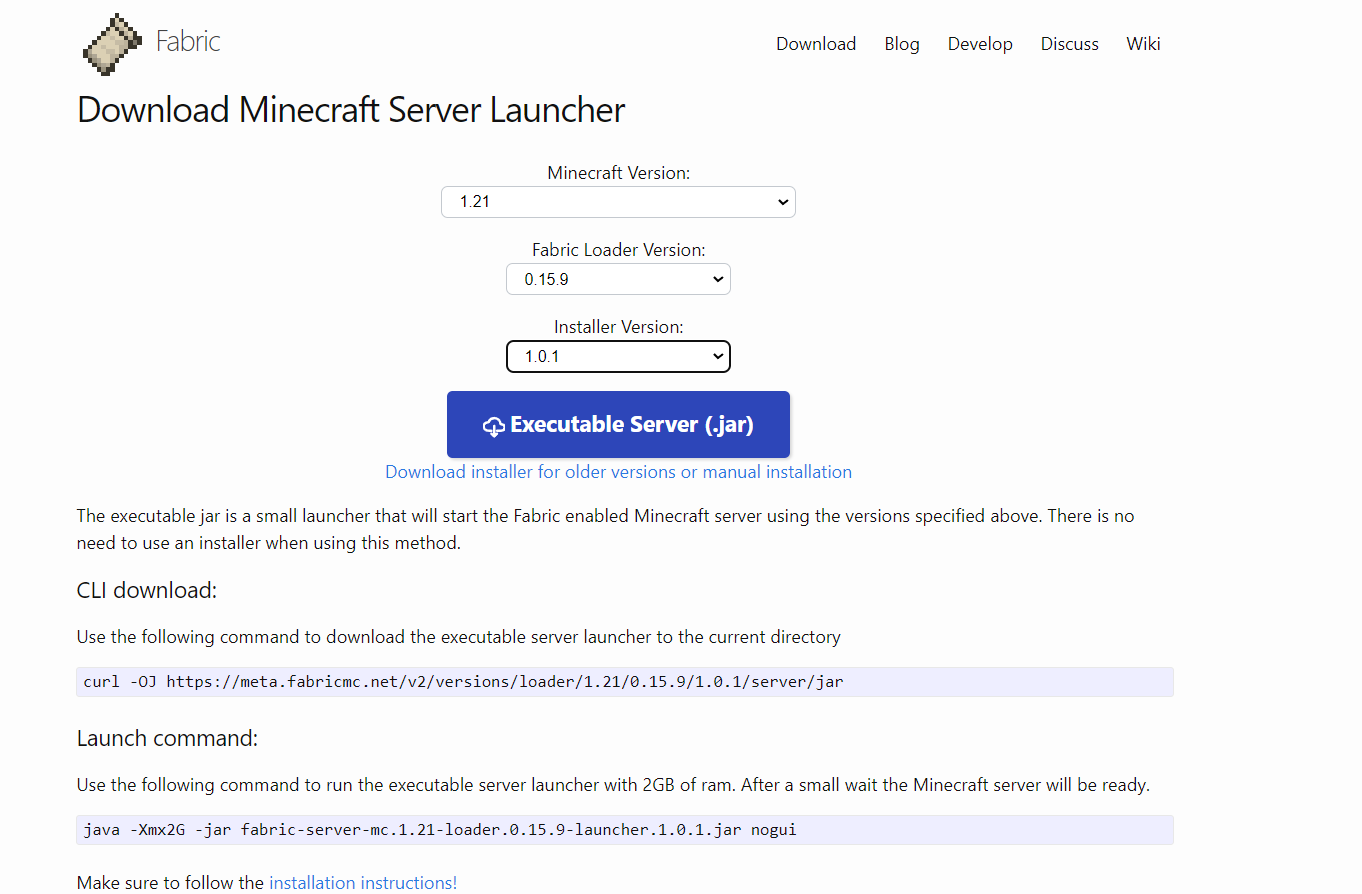 Fabric
Download Blog Develop Discuss Wiki
Download Minecraft Server Launcher
Minecraft Version:
1.21
Fabric Loader Version:
0.15.9
Installer Version:
1.0.1
Executable Server (.jar)
Download installer for older versions or manual installation
The executable jar is a small launcher that will start the Fabric enabled Minecraft server using the versions specified above. There is no
need to use an installer when using this method.
CLI download:
Use the following command to download the executable server launcher to the current directory
curl -OJ https://meta.fabricmc.net/v2/versions/loader/1.21/0.15.9/1.0.1/server/jar
Launch command:
Use the following command to run the executable server launcher with 2GB of ram. After a small wait the Minecraft server will be ready.
java -Xmx2G -jar fabric-server-mc.1.21-loader.0.15.9-launcher.1.0.1.jar nogui
Make sure to follow the installation instructions!